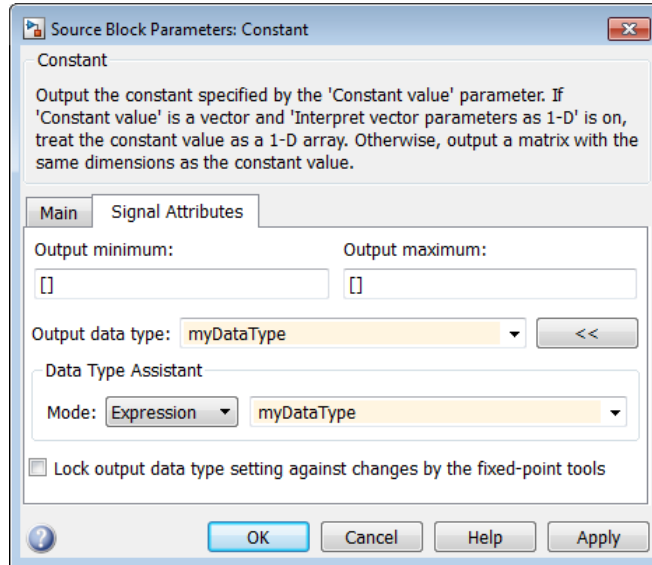 Source Block Parameters: Constant
Constant
Output the constant specified by the 'Constant value' parameter. If
'Constant value' is a vector and 'Interpret vector parameters as 1-D' is on,
treat the constant value as a 1-D array. Otherwise, output a matrix with the
same dimensions as the constant value.
Main Signal Attributes
Output minimum: Output maximum:
[] []
Output data type: myDataType <<
Data Type Assistant
Mode: Expression myDataType
Lock output data type setting against changes by the fixed-point tools
? OK Cancel Help Apply